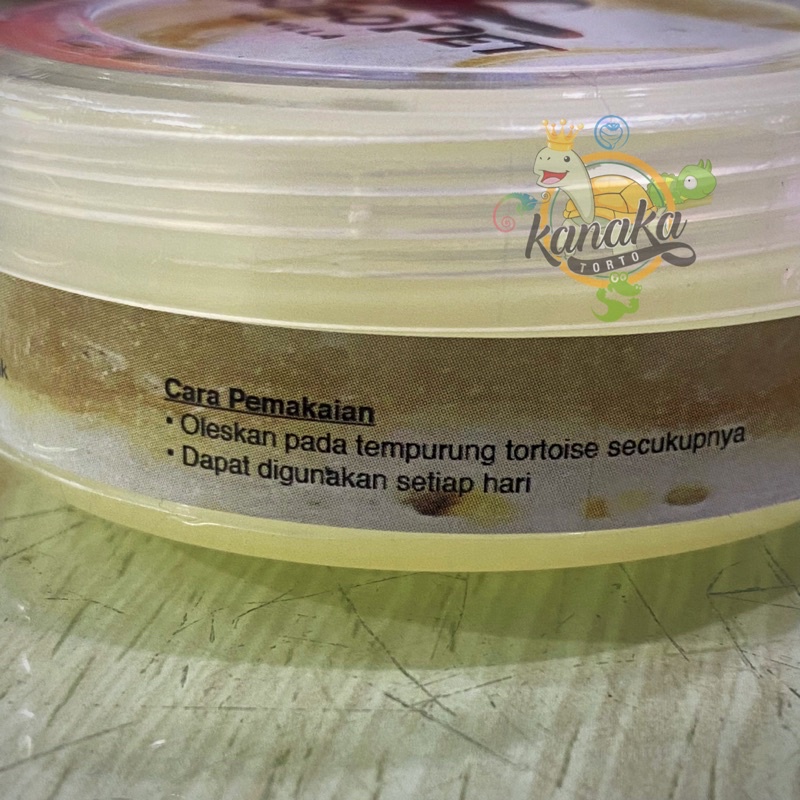 kanaka
TORTO
Cara Pemakaian
• Oleskan pada tempurung tortoise secukupnya
• Dapat digunakan setiap hari